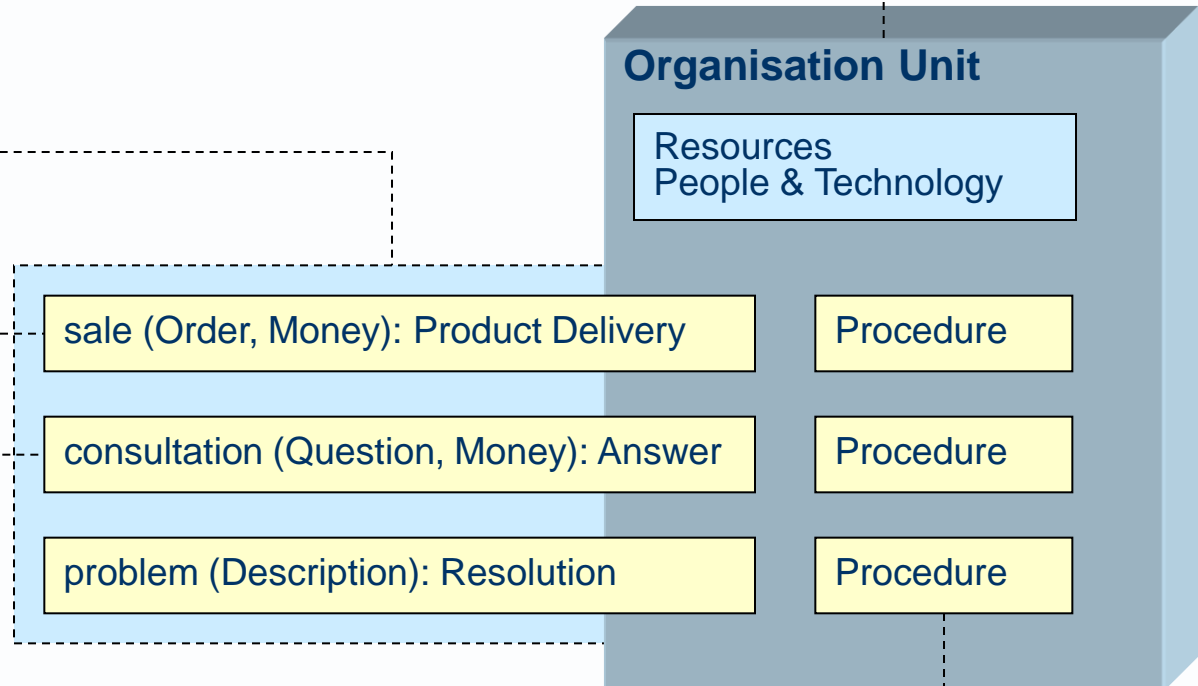 Organisation Unit
Resources
People & Technology
sale (Order, Money): Product Delivery
Procedure
consultation (Question, Money): Answer
Procedure
problem (Description): Resolution
Procedure